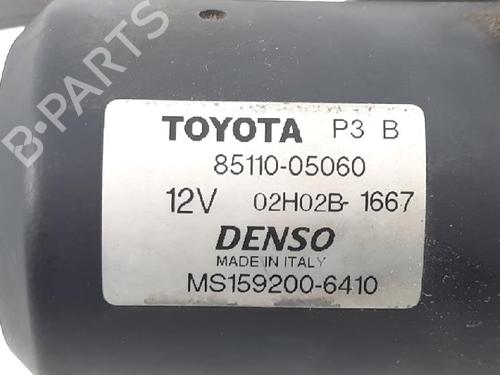 B-PARTS
TOYOTA P3 B
85110-05060
12V 02H02B-1667
DENSO
MADE IN ITALY
MS159200-6410